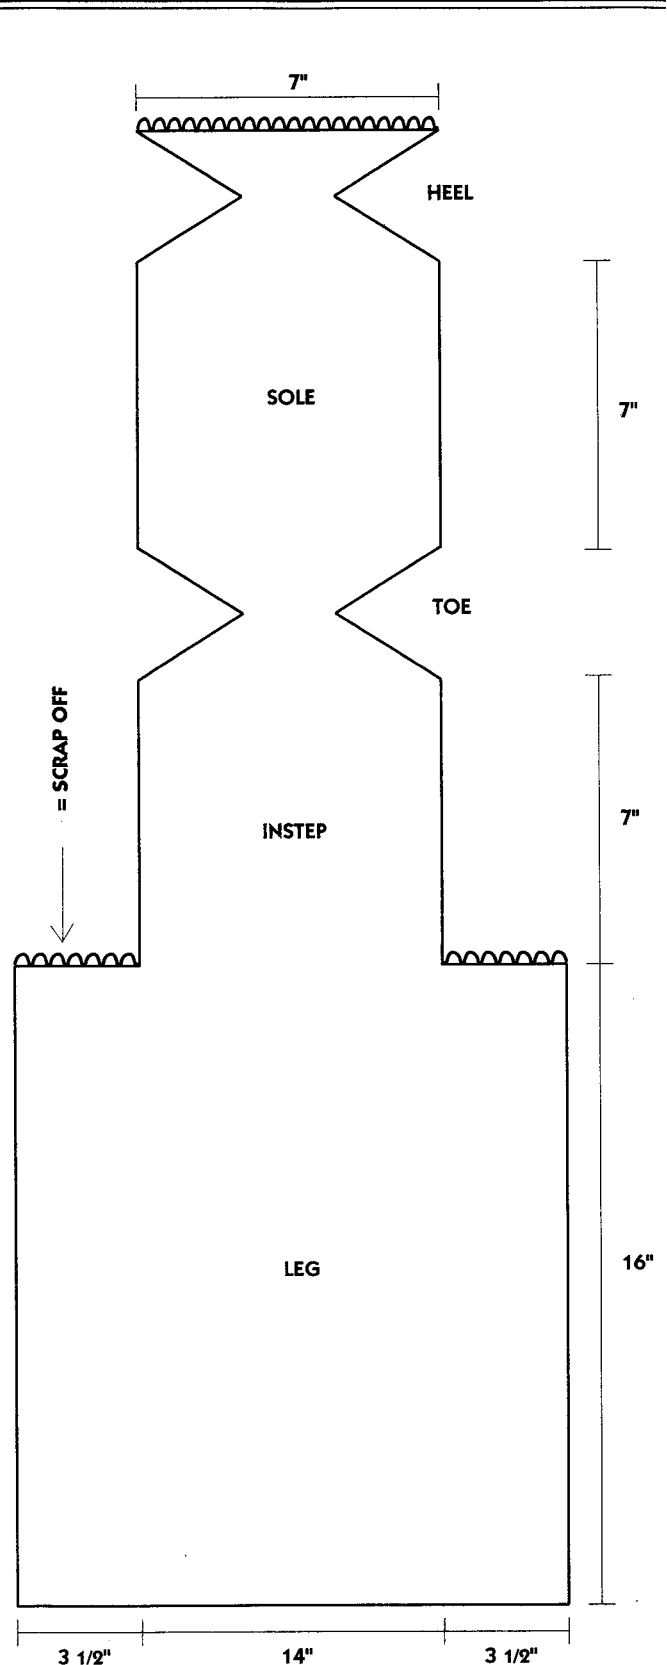 7"
HEEL
SOLE
7"
TOE
= SCRAP OFF
INSTEP
7"
LEG
16"
3 1/2"
14"
3 1/2"